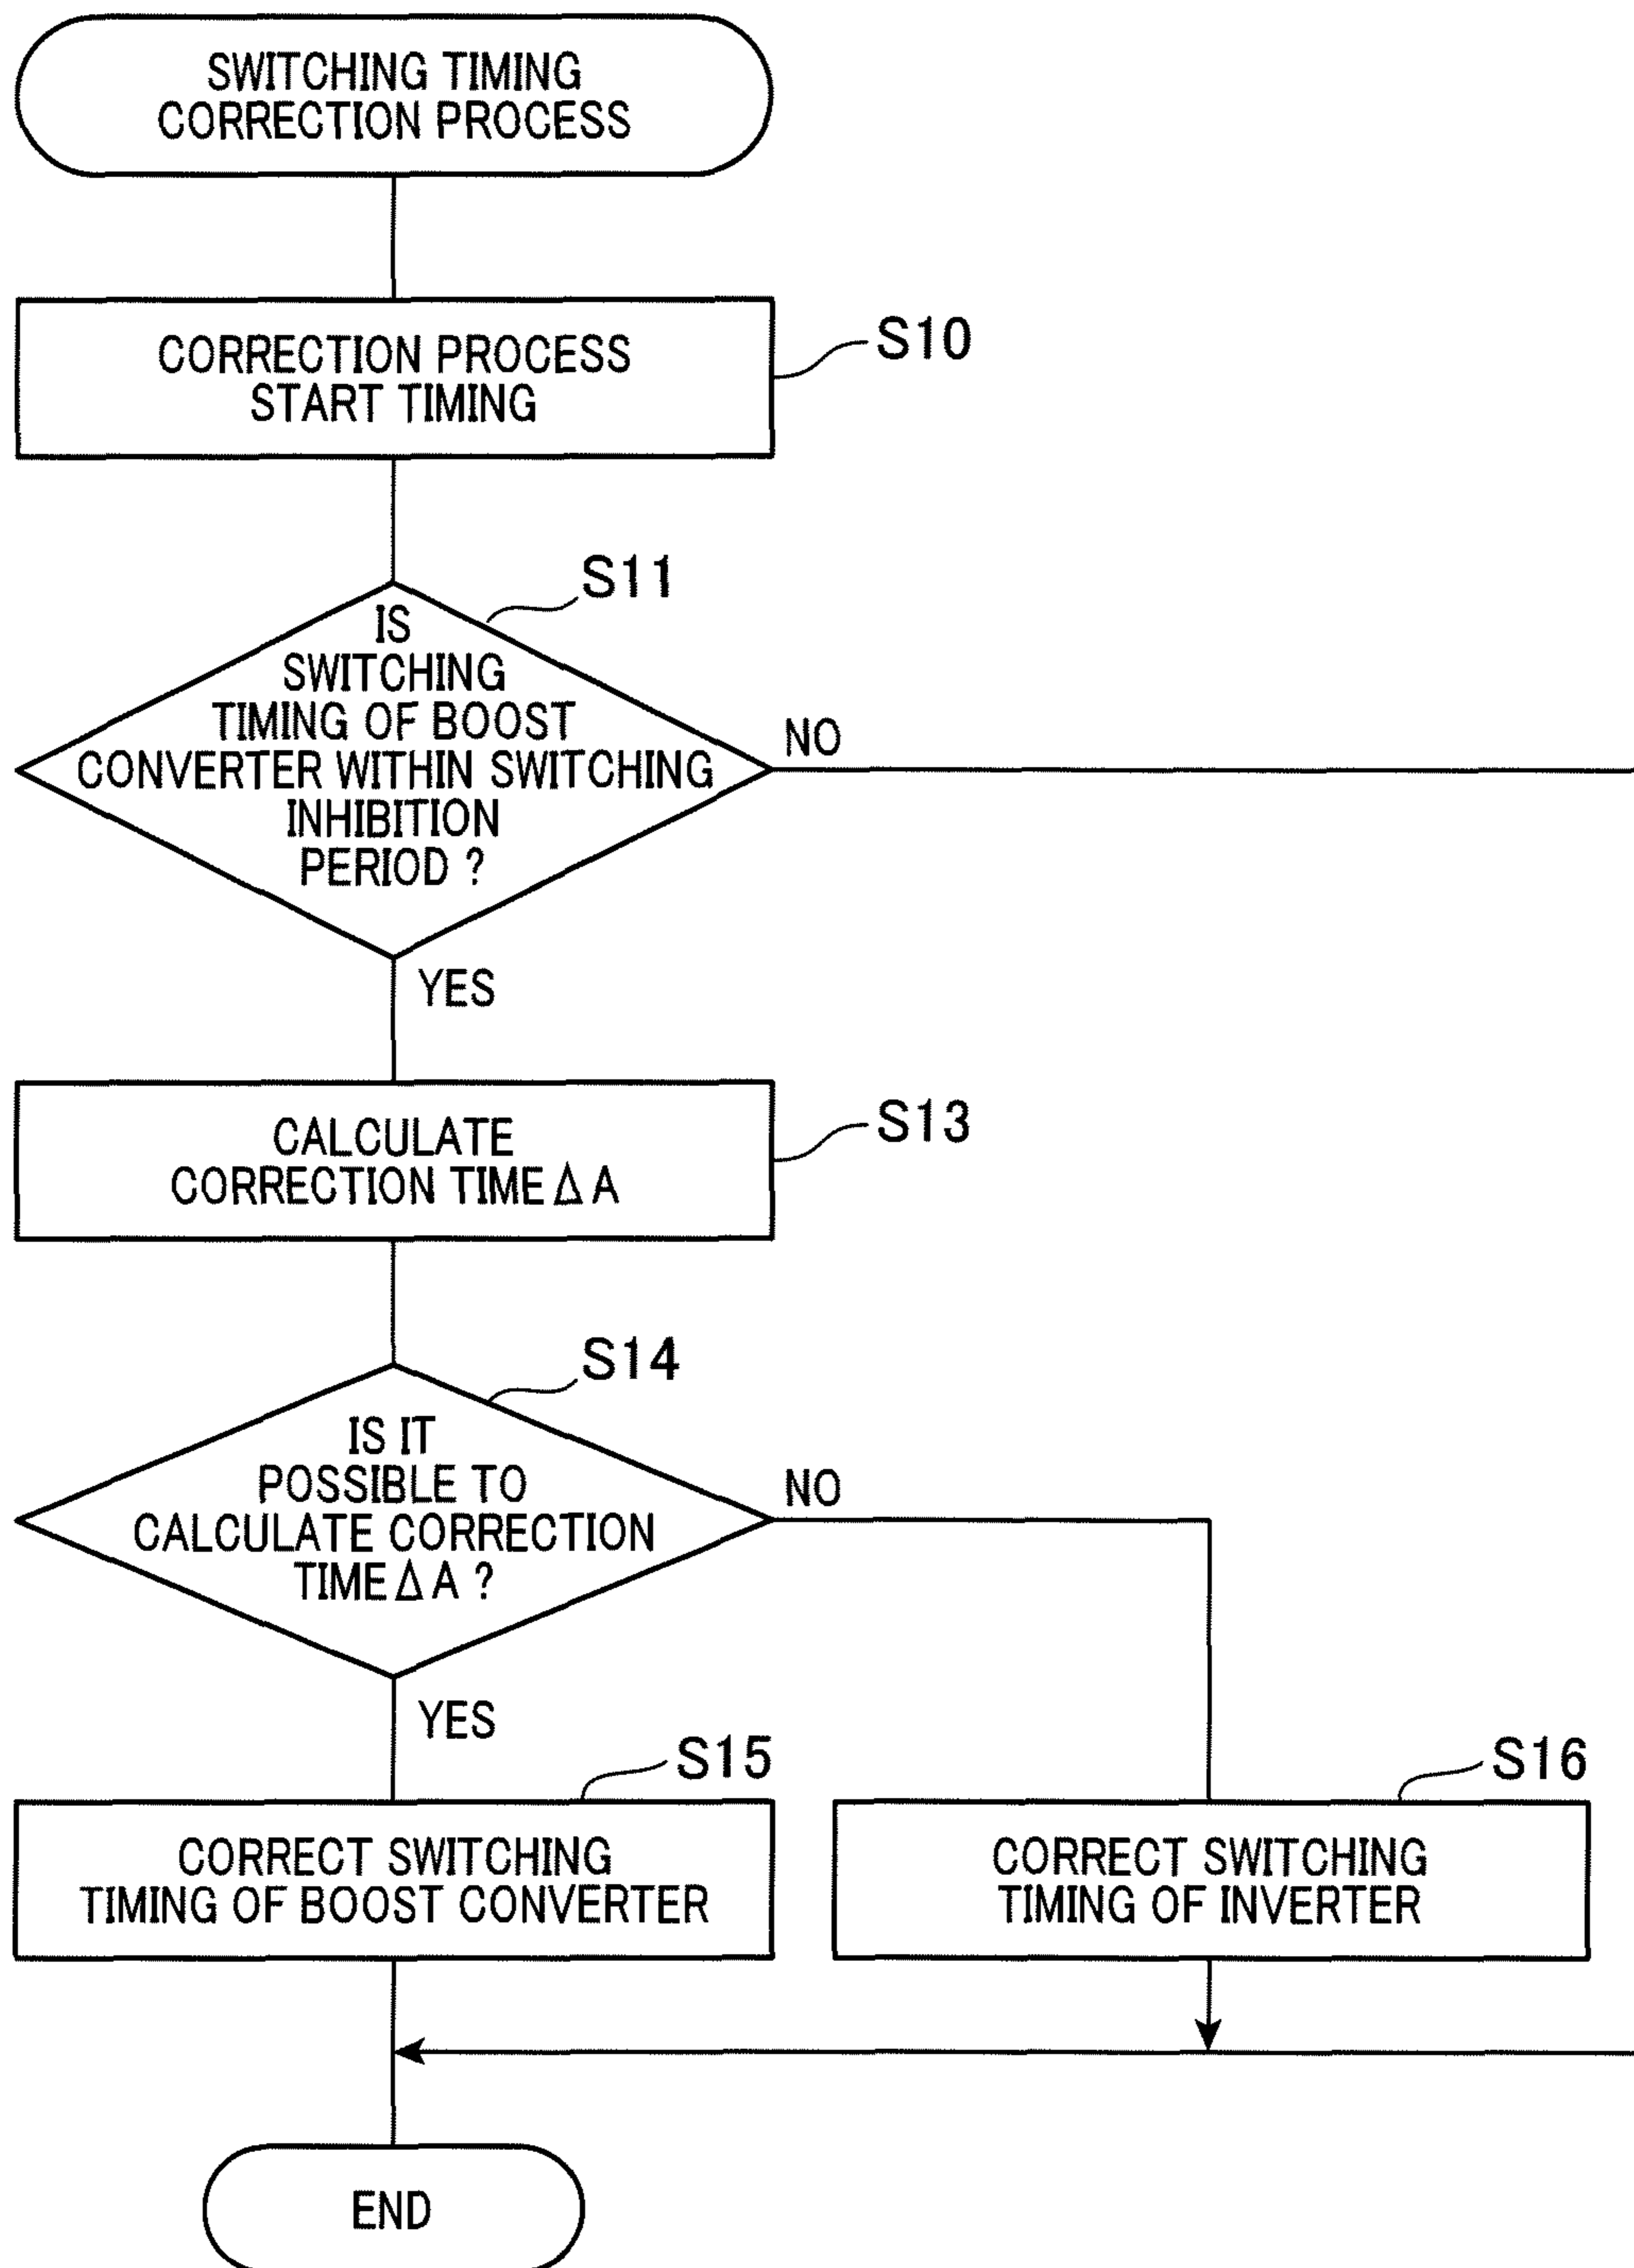 SWITCHING TIMING
CORRECTION PROCESS
CORRECTION PROCESS
START TIMING
S10
S11
IS
SWITCHING
TIMING OF BOOST
CONVERTER WITHIN SWITCHING
INHIBITION
PERIOD ?
NO
YES
CALCULATE
CORRECTION TIME Δ A
S13
S14
IS IT
POSSIBLE TO
CALCULATE CORRECTION
TIME Δ A ?
NO
YES
S15
CORRECT SWITCHING
TIMING OF BOOST CONVERTER
S16
CORRECT SWITCHING
TIMING OF INVERTER
END